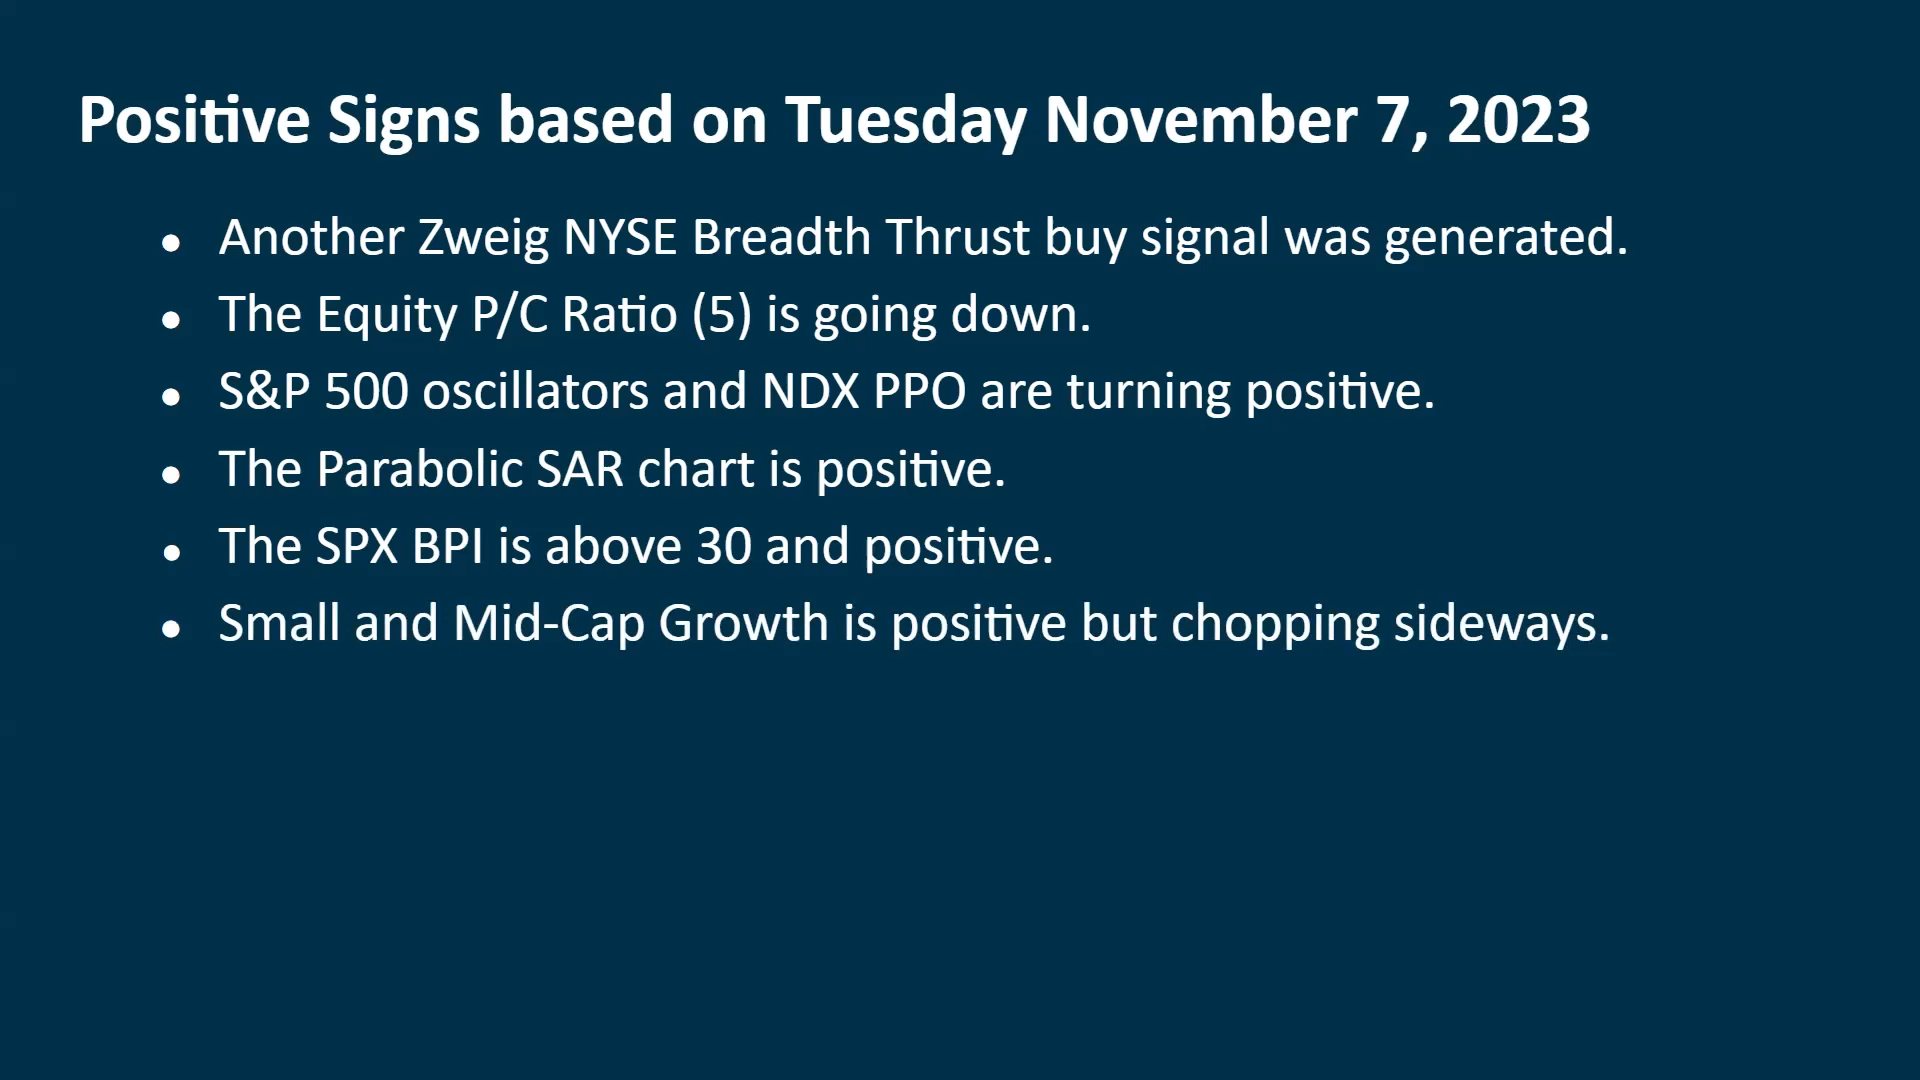 Positive Signs based on Tuesday November 7, 2023
● Another Zweig NYSE Breadth Thrust buy signal was generated.
● The Equity P/C Ratio (5) is going down.
● S&P 500 oscillators and NDX PPO are turning positive.
● The Parabolic SAR chart is positive.
● The SPX BPI is above 30 and positive.
● Small and Mid-Cap Growth is positive but chopping sideways.